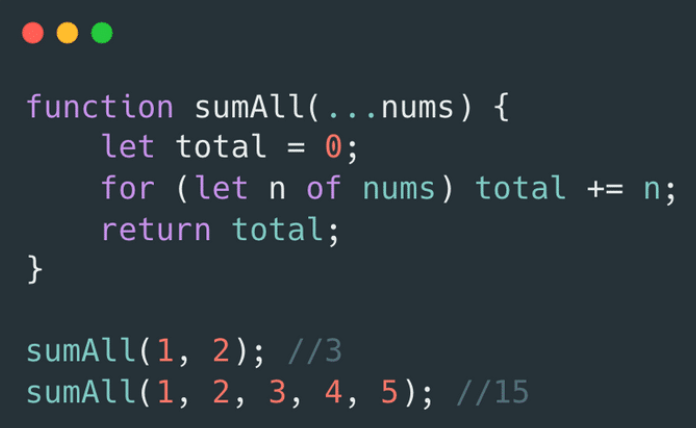 function sumAll(...nums) {
    let total = 0;
    for (let n of nums) total += n;
    return total;
}
sumAll(1, 2); //3
sumAll(1, 2, 3, 4, 5); //15